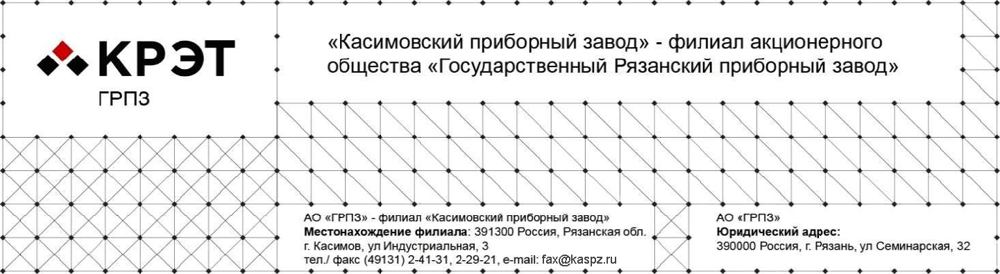 КРЭТ
ГРПЗ
«Касимовский приборный завод» - филиал акционерного
общества «Государственный Рязанский приборный завод»
АО «ГРПЗ» - филиал «Касимовский приборный завод»
Местонахождение филиала: 391300 Россия, Рязанская обл.
г. Касимов, ул Индустриальная, 3
тел./ факс (49131) 2-41-31, 2-29-21, e-mail: fax@kaspz.ru
АО «ГРПЗ»
Юридический адрес:
390000 Россия, г. Рязань, ул Семинарская, 32